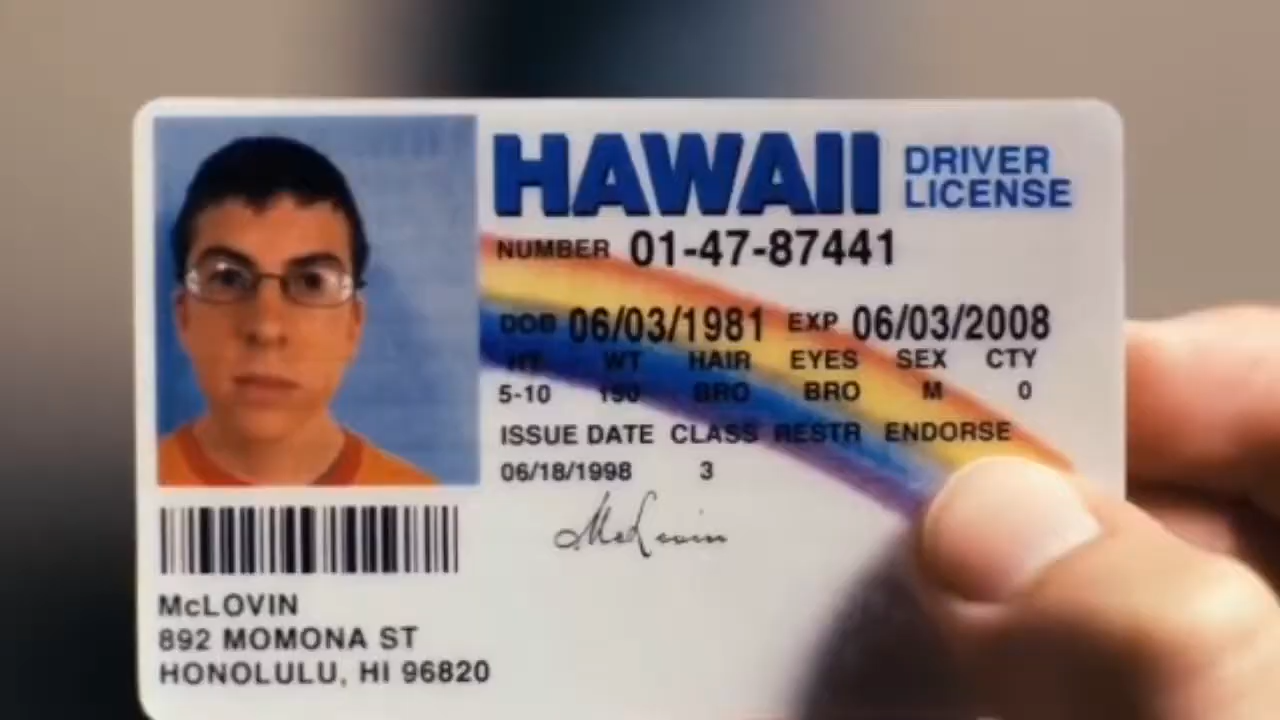 HAWAII DRIVER LICENSE
NUMBER 01-47-87441
DOB 06/03/1981 EXP 06/03/2008
HT WT HAIR EYES SEX CTY
5-10 150 BRO BRO M 0
ISSUE DATE CLASS RESTR ENDORSE
06/18/1998 3
McLovin
McLOVIN
892 MOMONA ST
HONOLULU, HI 96820